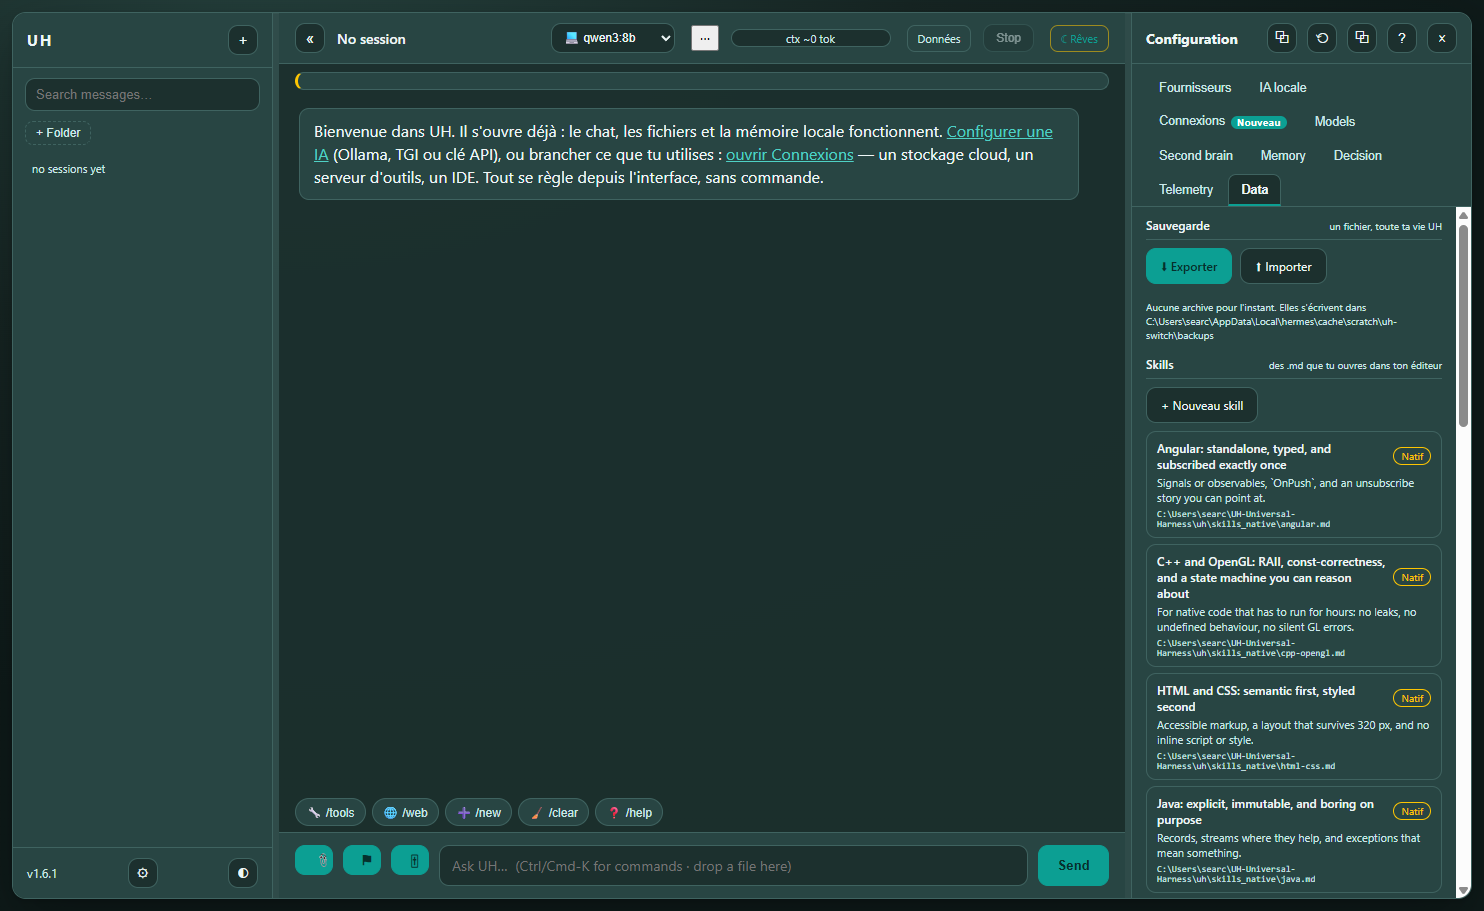 UH
+
Search messages...
+ Folder
no sessions yet
v1.6.1
«
No session
qwen3:8b
...
ctx ~0 tok
Données
Stop
☾ Rêves
Bienvenue dans UH. Il s'ouvre déjà : le chat, les fichiers et la mémoire locale fonctionnent. Configurer une
IA (Ollama, TGI ou clé API), ou brancher ce que tu utilises : ouvrir Connexions — un stockage cloud, un
serveur d'outils, un IDE. Tout se règle depuis l'interface, sans commande.
/tools
/web
/new
/clear
/help
Ask UH... (Ctrl/Cmd-K for commands · drop a file here)
Send
Configuration
?
x
Fournisseurs
IA locale
Connexions Nouveau
Models
Second brain
Memory
Decision
Telemetry
Data
Sauvegarde
un fichier, toute ta vie UH
⬇ Exporter
⬆ Importer
Aucune archive pour l'instant. Elles s'écrivent dans
C:\Users\searc\AppData\Local\hermes\cache\scratch\uh-
switch\backups
Skills
des .md que tu ouvres dans ton éditeur
+ Nouveau skill
Angular: standalone, typed, and
subscribed exactly once
Natif
Signals or observables, `OnPush`, and an unsubscribe
story you can point at.
C:\Users\searc\UH-Universal-
Harness\uh\skills_native\angular.md
C++ and OpenGL: RAII, const-correctness,
and a state machine you can reason
about
Natif
For native code that has to run for hours: no leaks, no
undefined behaviour, no silent GL errors.
C:\Users\searc\UH-Universal-
Harness\uh\skills_native\cpp-opengl.md
HTML and CSS: semantic first, styled
second
Natif
Accessible markup, a layout that survives 320 px, and no
inline script or style.
C:\Users\searc\UH-Universal-
Harness\uh\skills_native\html-css.md
Java: explicit, immutable, and boring on
purpose
Natif
Records, streams where they help, and exceptions that
mean something.
C:\Users\searc\UH-Universal-
Harness\uh\skills_native\java.md